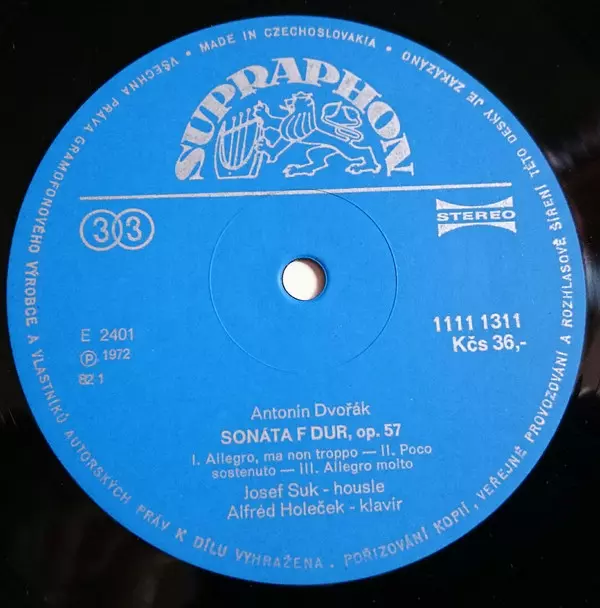 VŠECHNA PRÁVA GRAMOFONOVÉHO VÝROBCE A VLASTNÍKŮ AUTORSKÝCH PRÁV K DÍLU VYHRAŽENA. POŘIZOVÁNÍ KOPIÍ, VEŘEJNÉ PROVOZOVÁNÍ A ROZHLASOVÉ ŠÍŘENÍ TÉTO DESKY JE ZAKÁZÁNO • MADE IN CZECHOSLOVAKIA •
SUPRAPHON
33
STEREO
E 2401
Ⓟ 1972
82 1
1111 1311
Kčs 36,-
Antonín Dvořák
SONÁTA F DUR, op. 57
I. Allegro, ma non troppo — II. Poco
sostenuto — III. Allegro molto
Josef Suk - housle
Alfréd Holeček - klavír